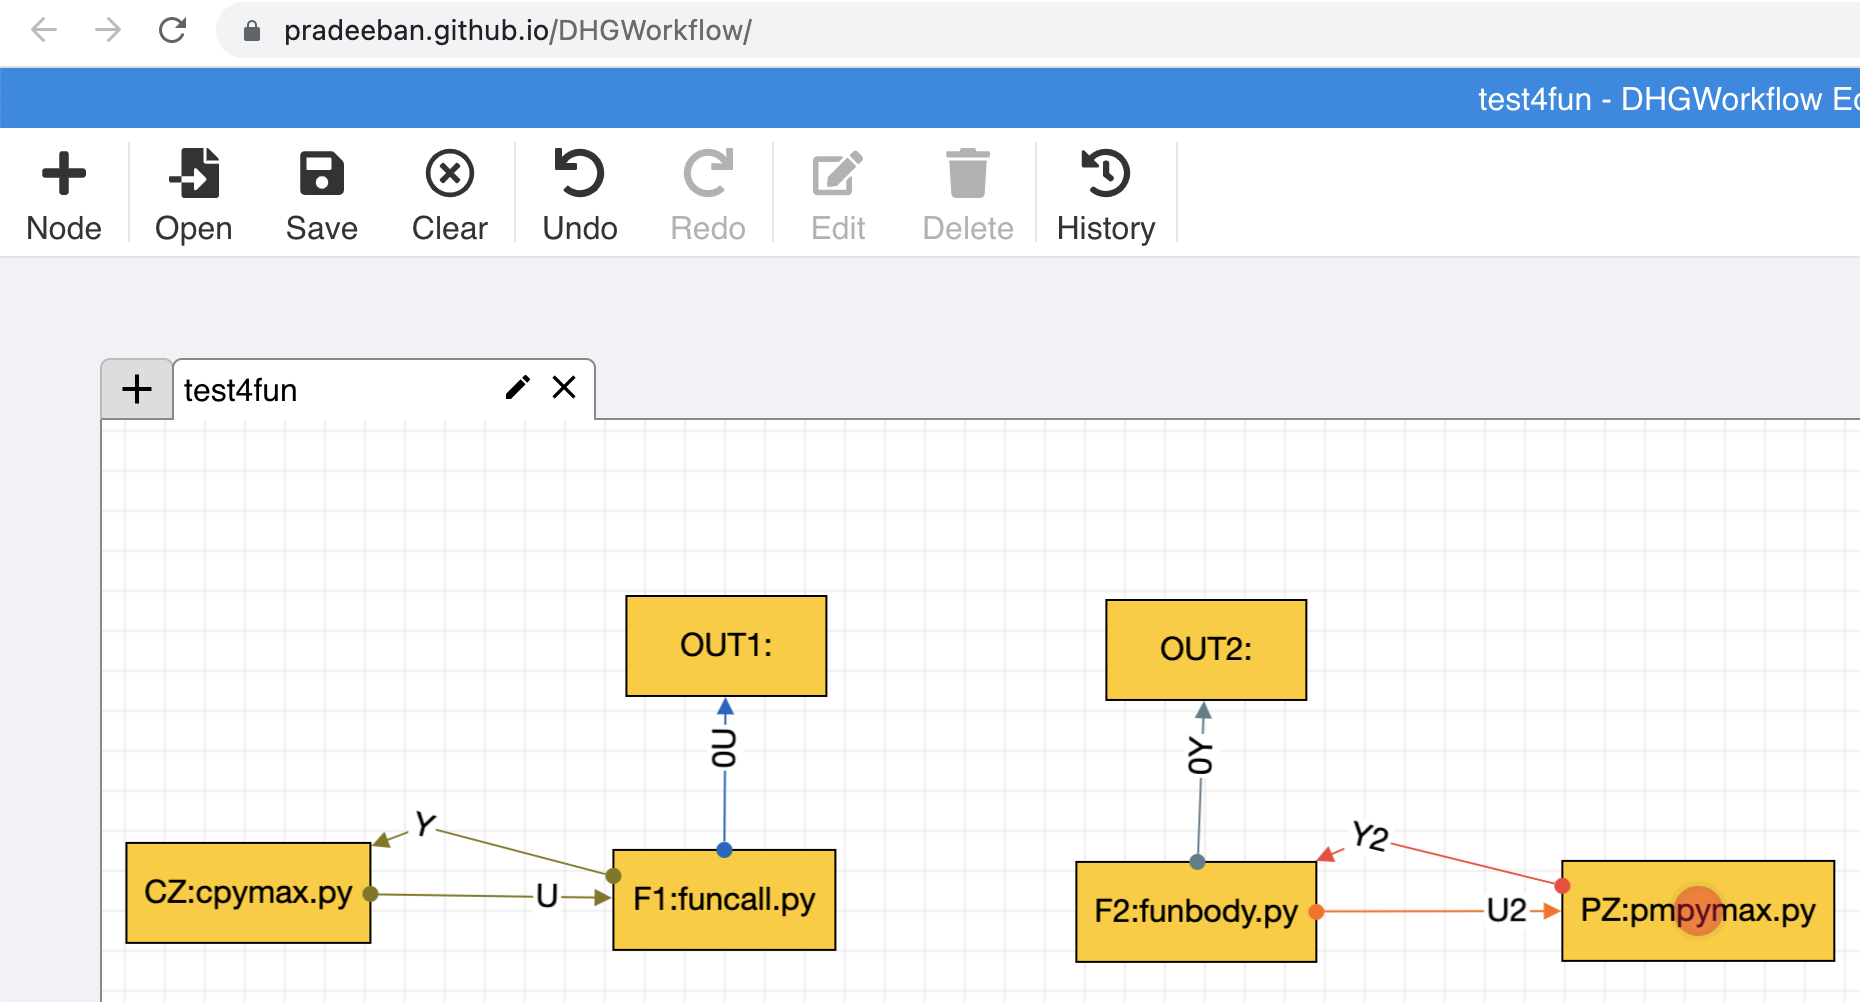 pradeeban.github.io/DHGWorkflow/
test4fun - DHGWorkflow Ed
Node
Open
Save
Clear
Undo
Redo
Edit
Delete
History
test4fun
OUT1:
OUT2:
0U
0Y
Y
Y2
CZ:cpymax.py
U
F1:funcall.py
F2:funbody.py
U2
PZ:pmpymax.py